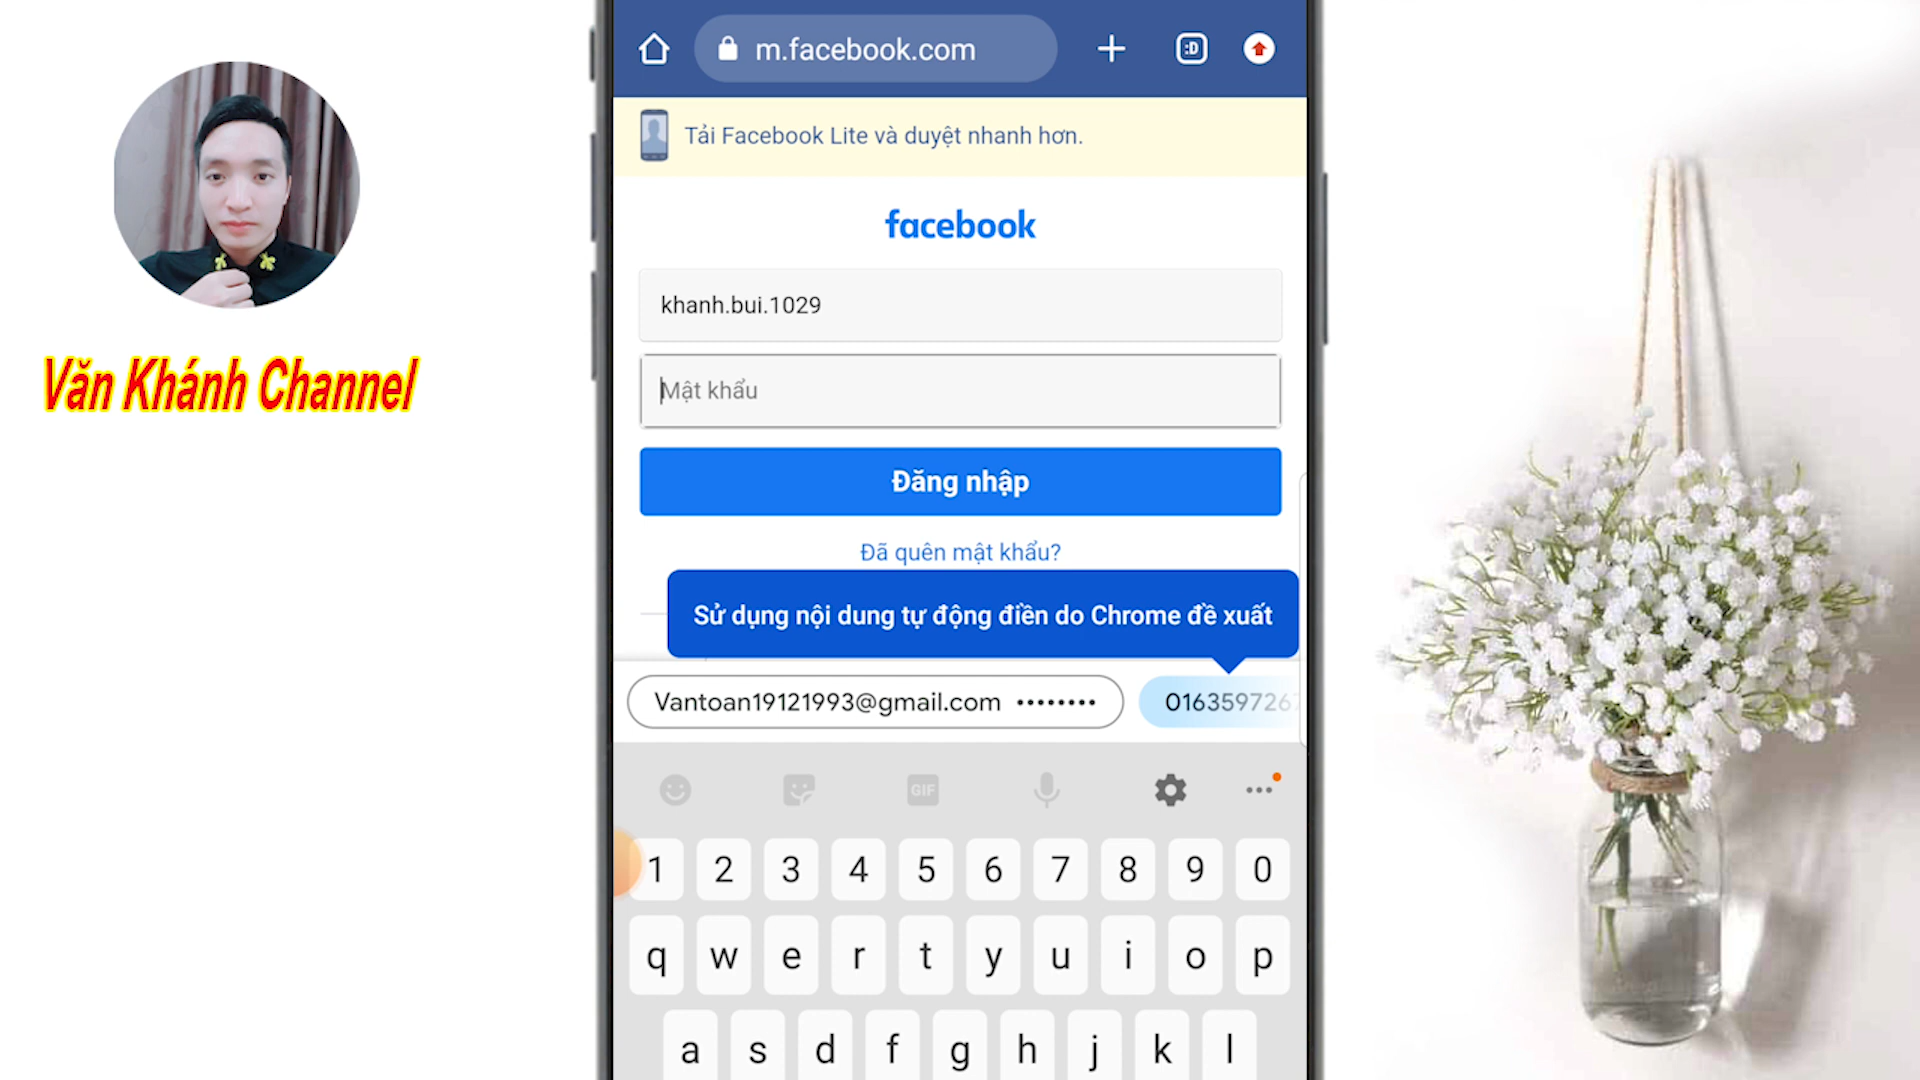 Văn Khánh Channel
:D
m.facebook.com
Tải Facebook Lite và duyệt nhanh hơn.
facebook
khanh.bui.1029
Mật khẩu
Đăng nhập
Đã quên mật khẩu?
Sử dụng nội dung tự động điền do Chrome đề xuất
Vantoan19121993@gmail.com ••••••••
0163597267
GIF
1 2 3 4 5 6 7 8 9 0
q w e r t y u i o p
a s d f g h j k l